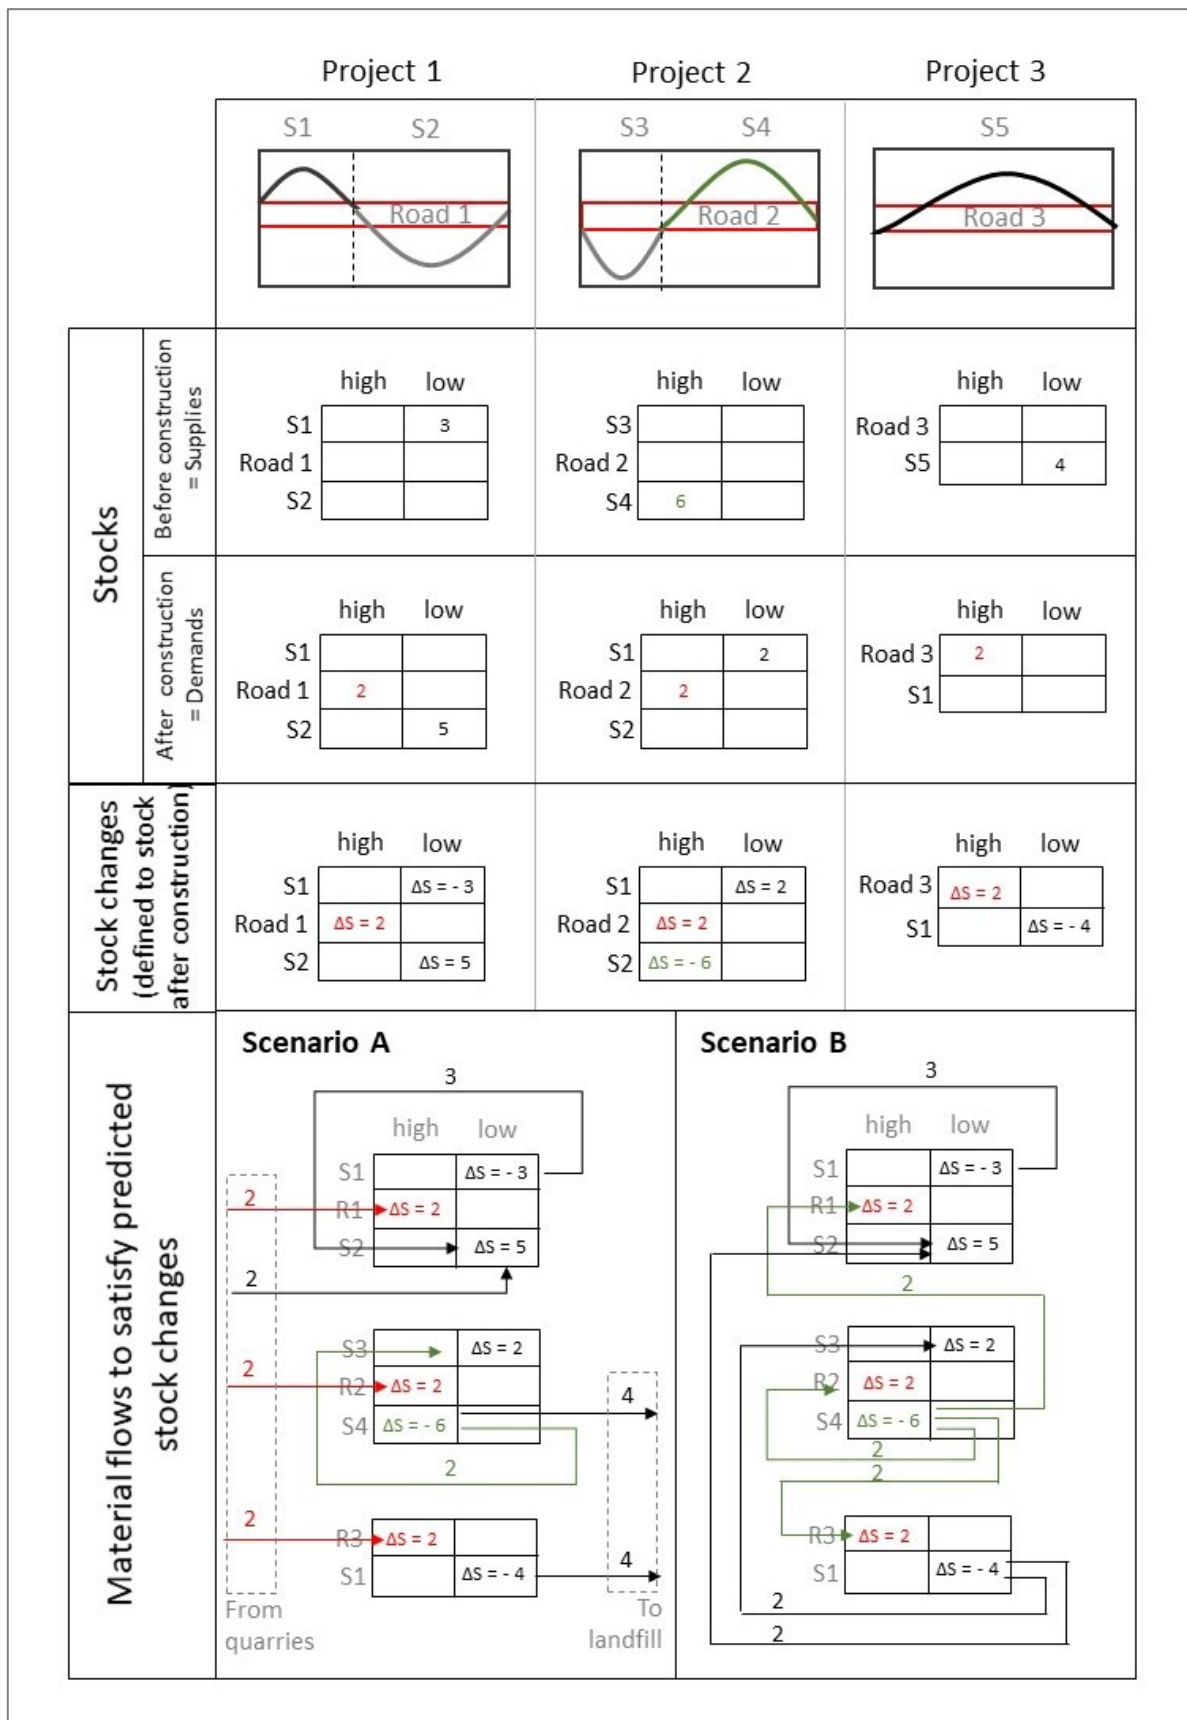 Project 1 Project 2 Project 3
S1 S2 S3 S4 S5
Road 1 Road 2 Road 3
Stocks
Before construction
= Supplies
high low high low high low
S1 3 S3 Road 3
Road 1 Road 2 S5 4
S2 S4 6
After construction
= Demands
high low high low high low
S1 S1 2 Road 3 2
Road 1 2 Road 2 2 S1
S2 5 S2
Stock changes
(defined to stock
after construction)
high low high low high low
S1 ΔS = - 3 S1 ΔS = 2 Road 3 ΔS = 2
Road 1 ΔS = 2 Road 2 ΔS = 2 S1 ΔS = - 4
S2 ΔS = 5 S2 ΔS = - 6
Material flows to satisfy predicted
stock changes
Scenario A
3
high low
S1 ΔS = - 3
2 R1 ΔS = 2
S2 ΔS = 5
2
S3 ΔS = 2
2 R2 ΔS = 2
4
S4 ΔS = - 6
2
2 R3 ΔS = 2
S1 ΔS = - 4 4
From
quarries
To
landfill
Scenario B
3
high low
S1 ΔS = - 3
R1 ΔS = 2
S2 ΔS = 5
2
S3 ΔS = 2
R2 ΔS = 2
S4 ΔS = - 6
2
2
R3 ΔS = 2
S1 ΔS = - 4
2
2